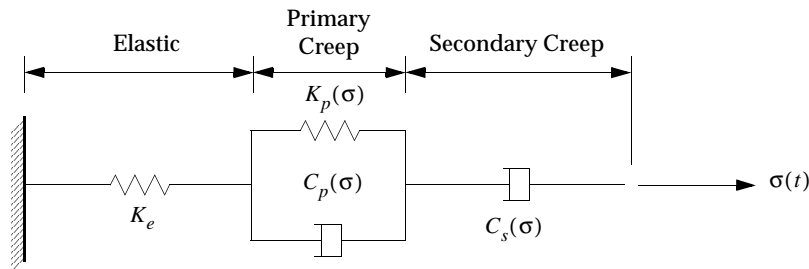 Elastic
Primary
Creep
Secondary Creep
K_p(σ)
C_p(σ)
σ(t)
K_e
C_s(σ)